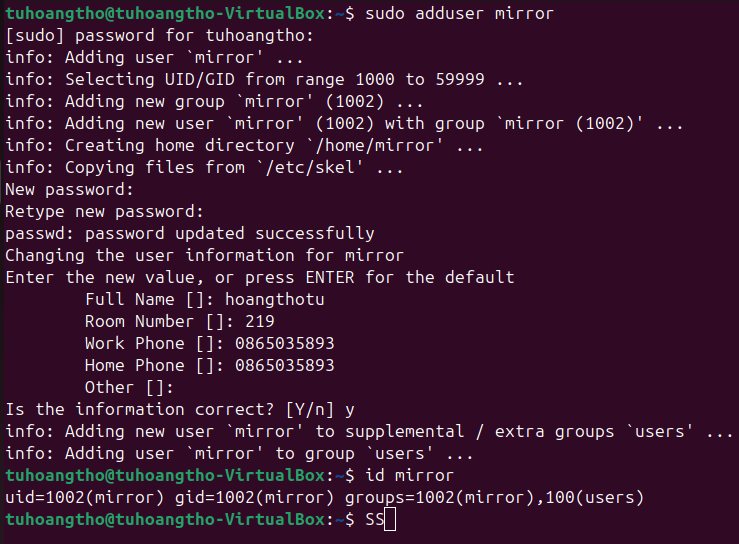 tuhoangtho@tuhoangtho-VirtualBox:~$ sudo adduser mirror
[sudo] password for tuhoangtho:
info: Adding user `mirror' ...
info: Selecting UID/GID from range 1000 to 59999 ...
info: Adding new group `mirror' (1002) ...
info: Adding new user `mirror' (1002) with group `mirror (1002)' ...
info: Creating home directory `/home/mirror' ...
info: Copying files from `/etc/skel' ...
New password:
Retype new password:
passwd: password updated successfully
Changing the user information for mirror
Enter the new value, or press ENTER for the default
        Full Name []: hoangthotu
        Room Number []: 219
        Work Phone []: 0865035893
        Home Phone []: 0865035893
        Other []:
Is the information correct? [Y/n] y
info: Adding new user `mirror' to supplemental / extra groups `users' ...
info: Adding user `mirror' to group `users' ...
tuhoangtho@tuhoangtho-VirtualBox:~$ id mirror
uid=1002(mirror) gid=1002(mirror) groups=1002(mirror),100(users)
tuhoangtho@tuhoangtho-VirtualBox:~$ SS